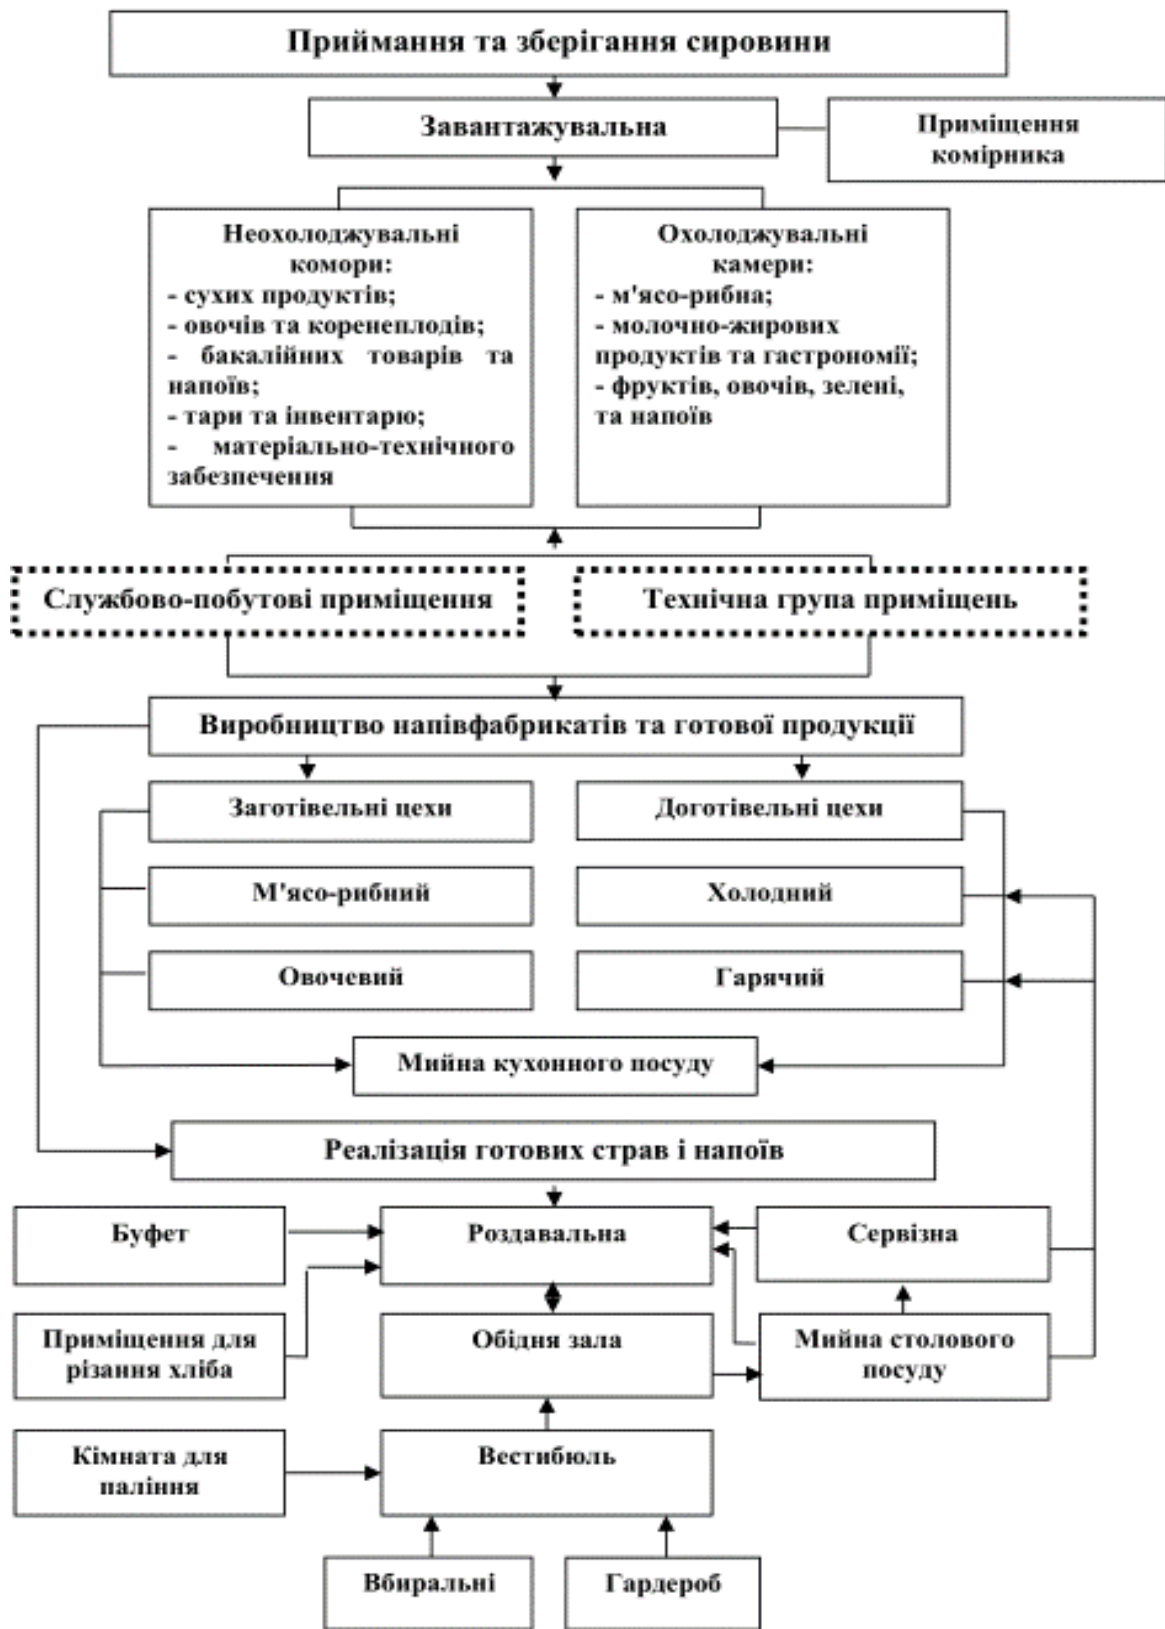 Приймання та зберігання сировини
Завантажувальна
Приміщення
комірника
Неохолоджувальні
комори:
- сухих продуктів;
- овочів та коренеплодів;
- бакалійних товарів та
напоїв;
- тари та інвентарю;
- матеріально-технічного
забезпечення
Охолоджувальні
камери:
- м'ясо-рибна;
- молочно-жирових
продуктів та гастрономії;
- фруктів, овочів, зелені,
та напоїв
Службово-побутові приміщення
Технічна група приміщень
Виробництво напівфабрикатів та готової продукції
Заготівельні цехи
Доготівельні цехи
М'ясо-рибний
Холодний
Овочевий
Гарячий
Мийна кухонного посуду
Реалізація готових страв і напоїв
Буфет
Роздавальна
Сервізна
Приміщення для
різання хліба
Обідня зала
Мийна столового
посуду
Кімната для
паління
Вестибюль
Вбиральні
Гардероб